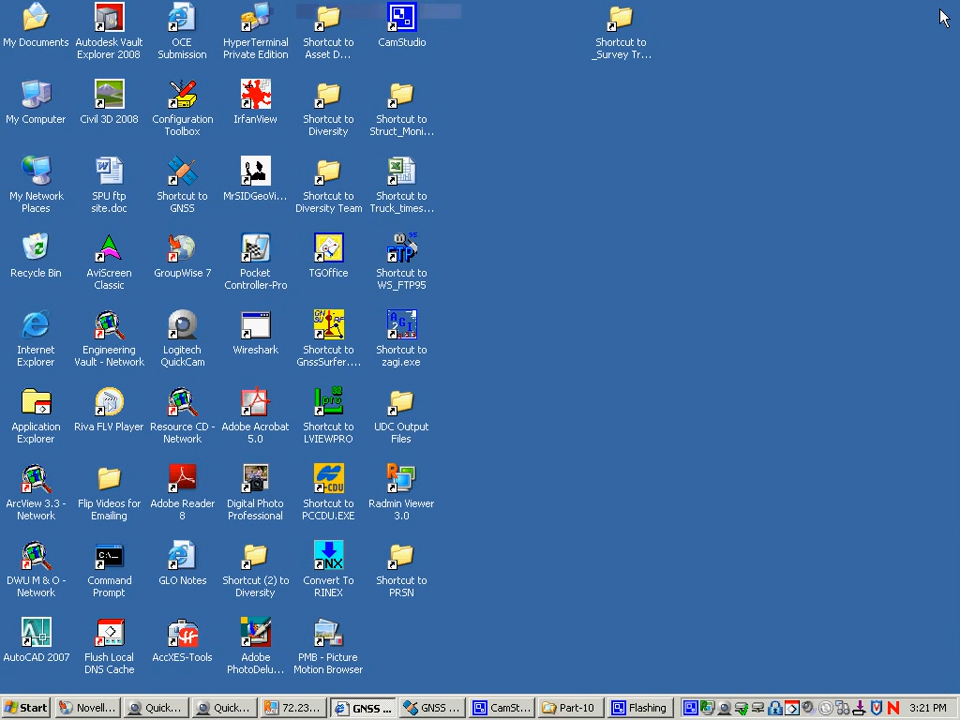 My Documents
Autodesk Vault
Explorer 2008
OCE
Submission
HyperTerminal
Private Edition
Shortcut to
Asset D...
CamStudio
Shortcut to
_Survey Tr...
My Computer
Civil 3D 2008
Configuration
Toolbox
IrfanView
Shortcut to
Diversity
Shortcut to
Struct_Moni...
My Network
Places
SPU ftp
site.doc
Shortcut to
GNSS
MrSIDGeoVi...
Shortcut to
Diversity Team
Shortcut to
Truck_times...
Recycle Bin
AviScreen
Classic
GroupWise 7
Pocket
Controller-Pro
TGOffice
95
FTP
Shortcut to
WS_FTP95
Internet
Explorer
Engineering
Vault - Network
Logitech
QuickCam
Wireshark
Shortcut to
GnssSurfer....
AGI
Shortcut to
zagi.exe
Application
Explorer
Riva FLV Player
Resource CD -
Network
Adobe Acrobat
5.0
pro
Shortcut to
LVIEWPRO
UDC Output
Files
ArcView 3.3 -
Network
Flip Videos for
Emailing
Adobe Reader
8
Digital Photo
Professional
-CDU
Shortcut to
PCCDU.EXE
Radmin Viewer
3.0
DWU M & O -
Network
C:\
Command
Prompt
GLO Notes
Shortcut (2) to
Diversity
NX
Convert To
RINEX
Shortcut to
PRSN
AutoCAD 2007
Flush Local
DNS Cache
AccXES-Tools
Adobe
PhotoDelu...
PMB - Picture
Motion Browser
Start
Novell...
Quick...
Quick...
72.23...
GNSS ...
GNSS ...
CamSt...
Part-10
Flashing
3:21 PM